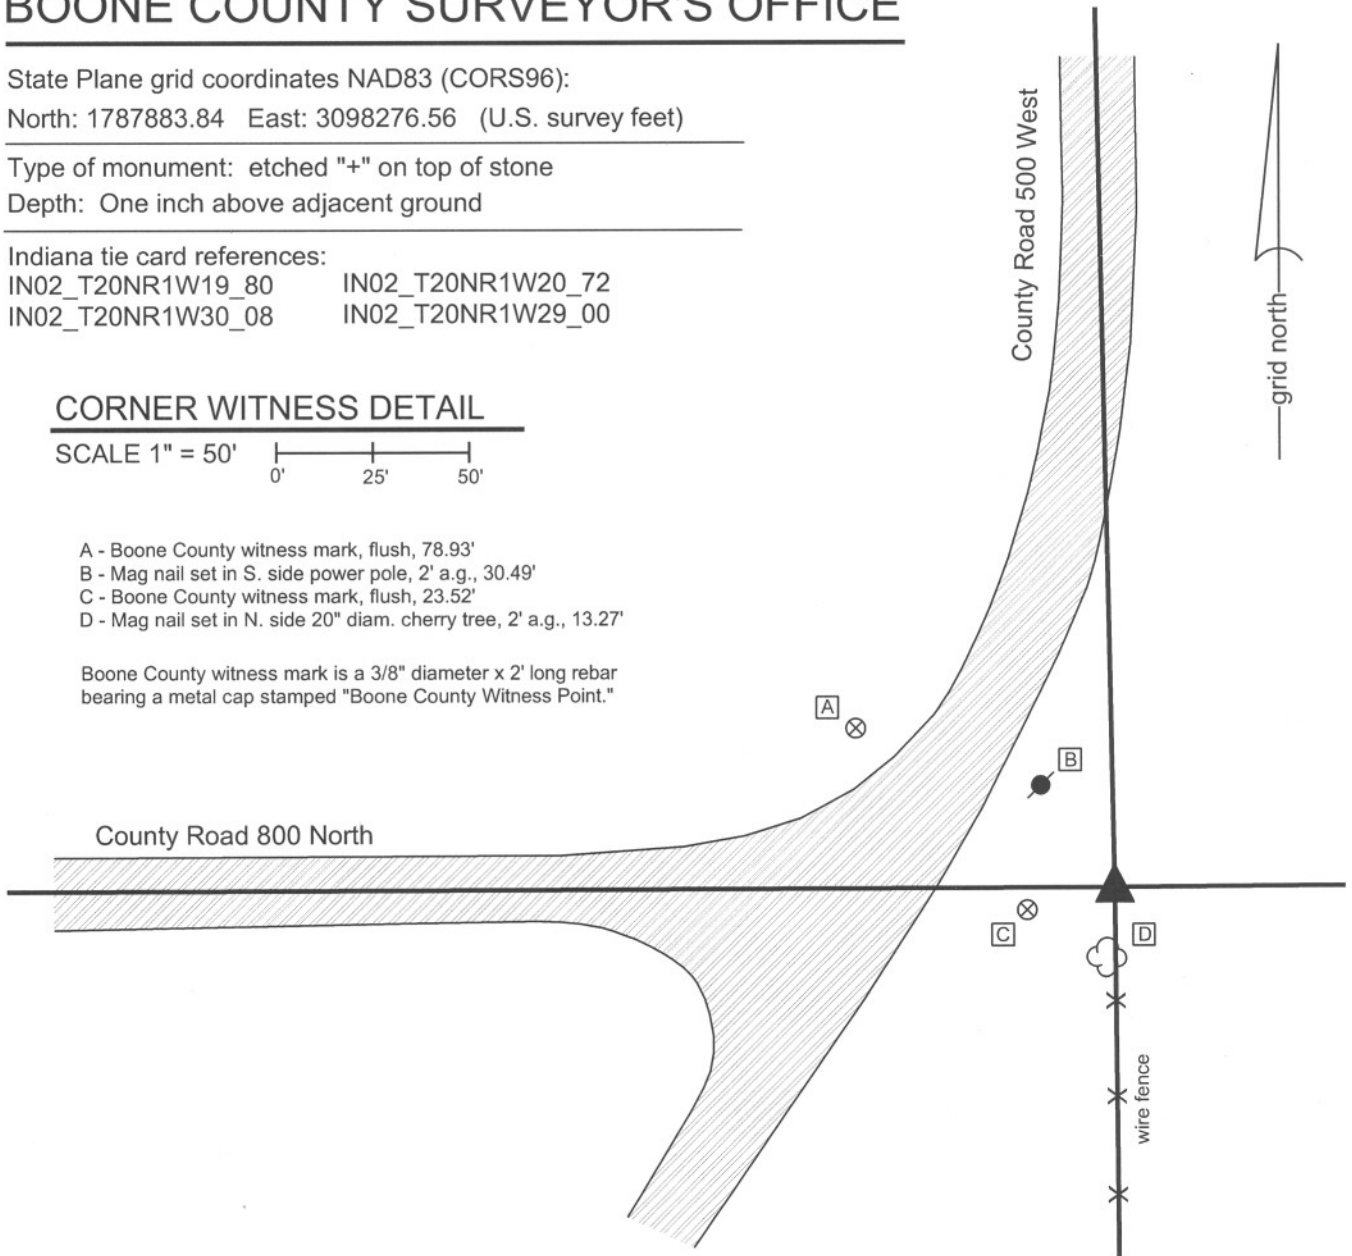 BOONE COUNTY SURVEYOR'S OFFICE
State Plane grid coordinates NAD83 (CORS96):
North: 1787883.84 East: 3098276.56 (U.S. survey feet)
Type of monument: etched "+" on top of stone
Depth: One inch above adjacent ground
Indiana tie card references:
IN02_T20NR1W19_80 IN02_T20NR1W20_72
IN02_T20NR1W30_08 IN02_T20NR1W29_00
CORNER WITNESS DETAIL
SCALE 1" = 50'
0' 25' 50'
A - Boone County witness mark, flush, 78.93'
B - Mag nail set in S. side power pole, 2' a.g., 30.49'
C - Boone County witness mark, flush, 23.52'
D - Mag nail set in N. side 20" diam. cherry tree, 2' a.g., 13.27'
Boone County witness mark is a 3/8" diameter x 2' long rebar
bearing a metal cap stamped "Boone County Witness Point."
County Road 500 West
grid north
A
B
County Road 800 North
C
D
wire fence